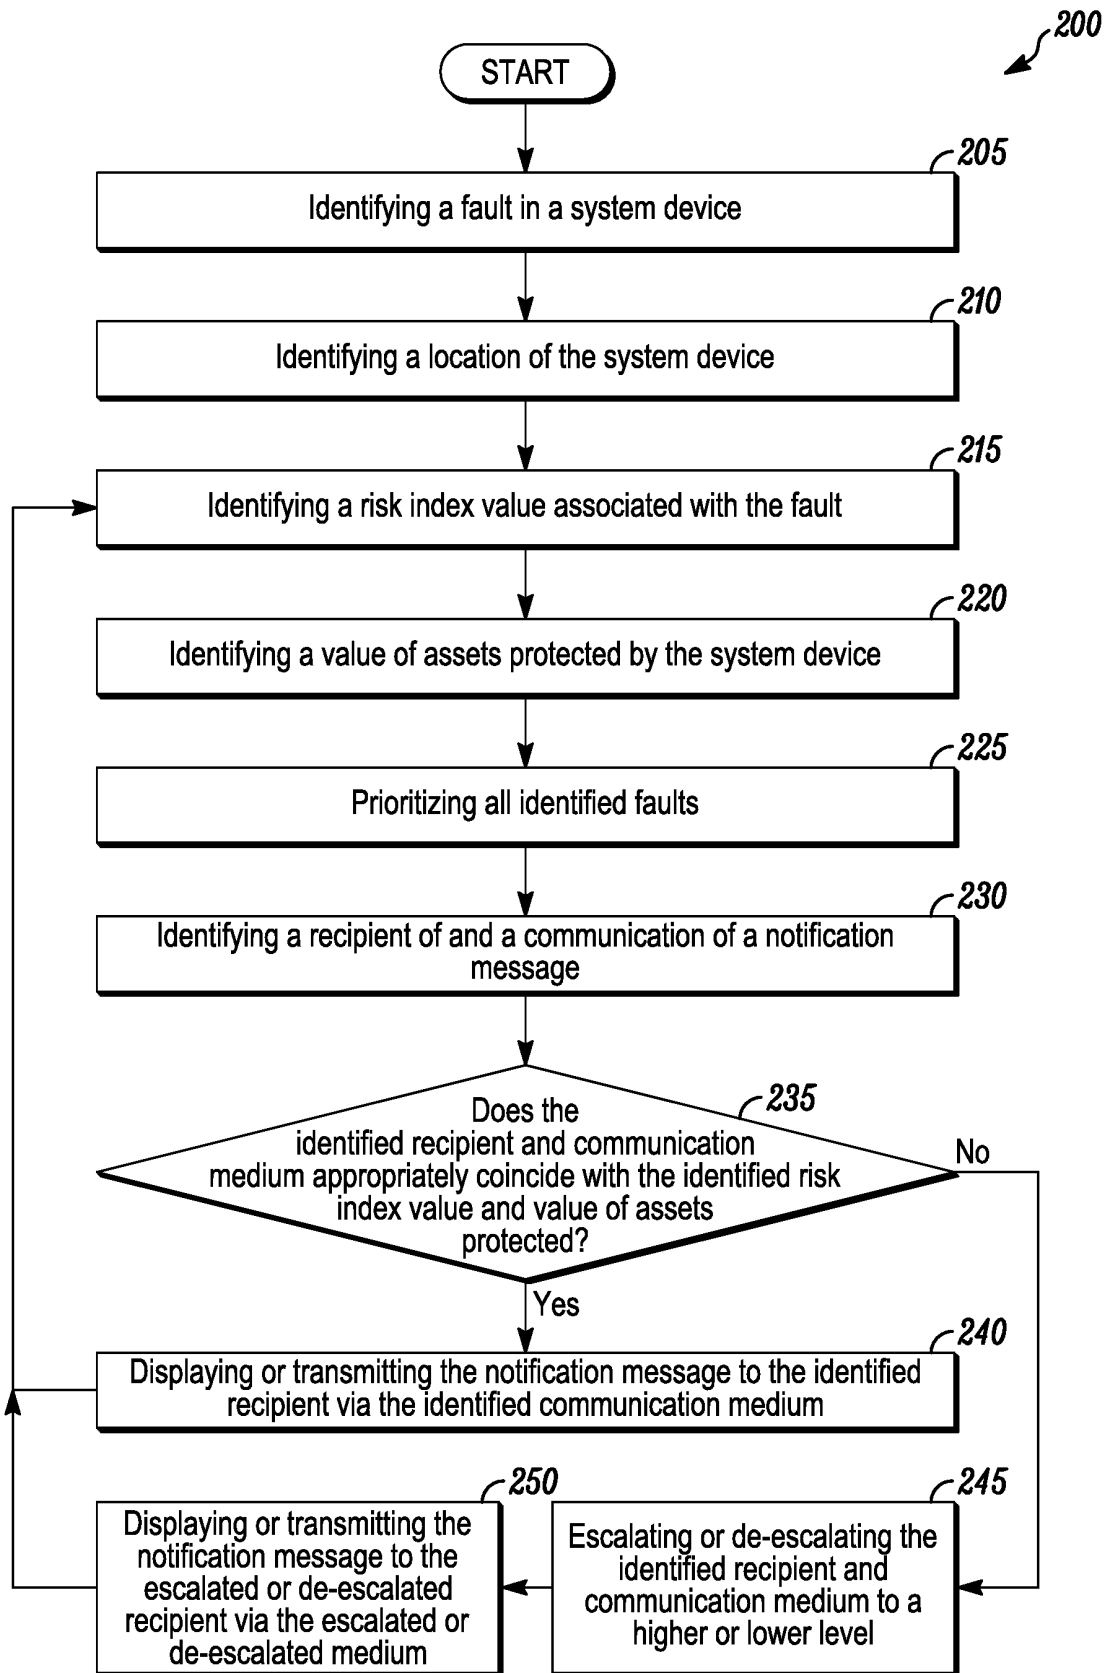 200
START
205
Identifying a fault in a system device
210
Identifying a location of the system device
215
Identifying a risk index value associated with the fault
220
Identifying a value of assets protected by the system device
225
Prioritizing all identified faults
230
Identifying a recipient of and a communication of a notification
message
235
Does the
identified recipient and communication
medium appropriately coincide with the identified risk
index value and value of assets
protected?
No
Yes
240
Displaying or transmitting the notification message to the identified
recipient via the identified communication medium
250
Displaying or transmitting the
notification message to the
escalated or de-escalated
recipient via the escalated or
de-escalated medium
245
Escalating or de-escalating the
identified recipient and
communication medium to a
higher or lower level